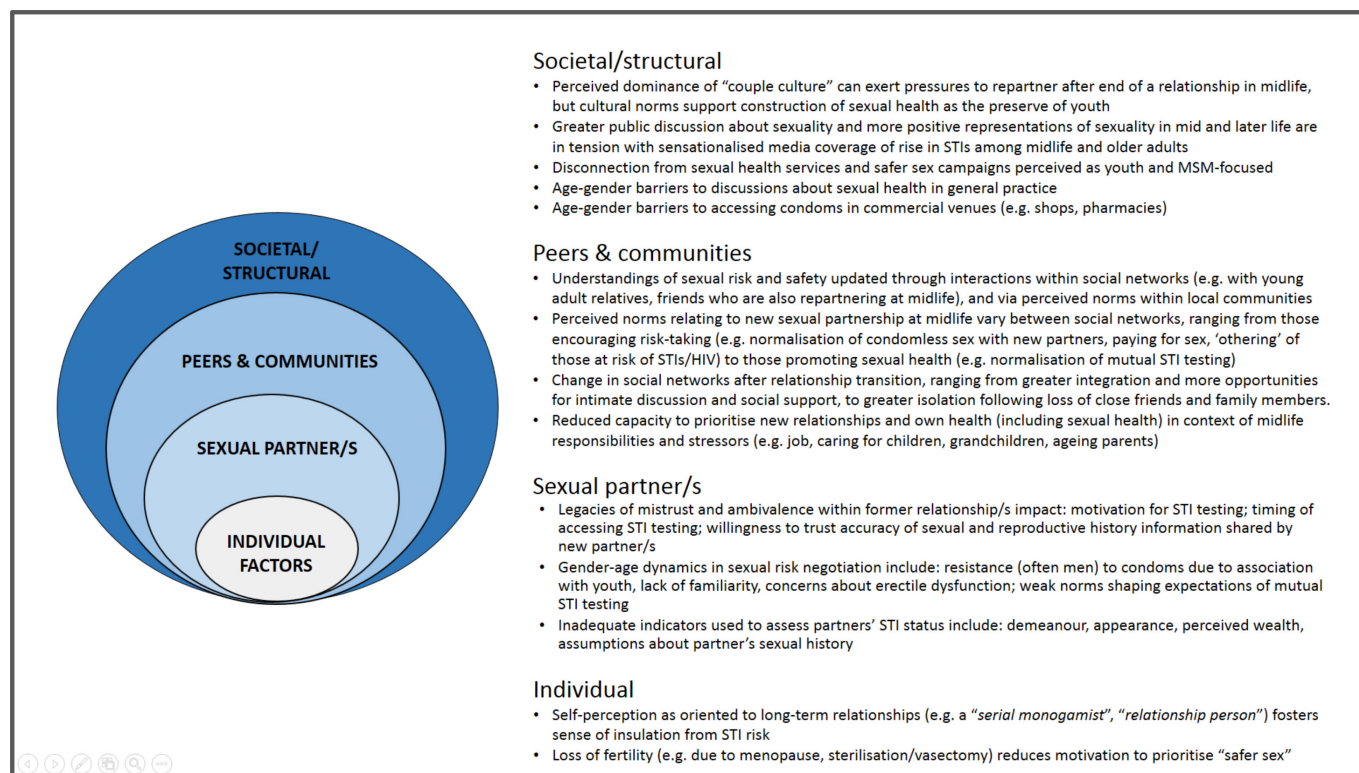 SOCIETAL/
STRUCTURAL
PEERS & COMMUNITIES
SEXUAL PARTNER/S
INDIVIDUAL
FACTORS
Societal/structural
• Perceived dominance of “couple culture” can exert pressures to repartner after end of a relationship in midlife,
but cultural norms support construction of sexual health as the preserve of youth
• Greater public discussion about sexuality and more positive representations of sexuality in mid and later life are
in tension with sensationalised media coverage of rise in STIs among midlife and older adults
• Disconnection from sexual health services and safer sex campaigns perceived as youth and MSM-focused
• Age-gender barriers to discussions about sexual health in general practice
• Age-gender barriers to accessing condoms in commercial venues (e.g. shops, pharmacies)
Peers & communities
• Understandings of sexual risk and safety updated through interactions within social networks (e.g. with young
adult relatives, friends who are also repartnering at midlife), and via perceived norms within local communities
• Perceived norms relating to new sexual partnership at midlife vary between social networks, ranging from those
encouraging risk-taking (e.g. normalisation of condomless sex with new partners, paying for sex, ‘othering’ of
those at risk of STIs/HIV) to those promoting sexual health (e.g. normalisation of mutual STI testing)
• Change in social networks after relationship transition, ranging from greater integration and more opportunities
for intimate discussion and social support, to greater isolation following loss of close friends and family members.
• Reduced capacity to prioritise new relationships and own health (including sexual health) in context of midlife
responsibilities and stressors (e.g. job, caring for children, grandchildren, ageing parents)
Sexual partner/s
• Legacies of mistrust and ambivalence within former relationship/s impact: motivation for STI testing; timing of
accessing STI testing; willingness to trust accuracy of sexual and reproductive history information shared by
new partner/s
• Gender-age dynamics in sexual risk negotiation include: resistance (often men) to condoms due to association
with youth, lack of familiarity, concerns about erectile dysfunction; weak norms shaping expectations of mutual
STI testing
• Inadequate indicators used to assess partners’ STI status include: demeanour, appearance, perceived wealth,
assumptions about partner’s sexual history
Individual
• Self-perception as oriented to long-term relationships (e.g. a “serial monogamist”, “relationship person”) fosters
sense of insulation from STI risk
• Loss of fertility (e.g. due to menopause, sterilisation/vasectomy) reduces motivation to prioritise “safer sex”